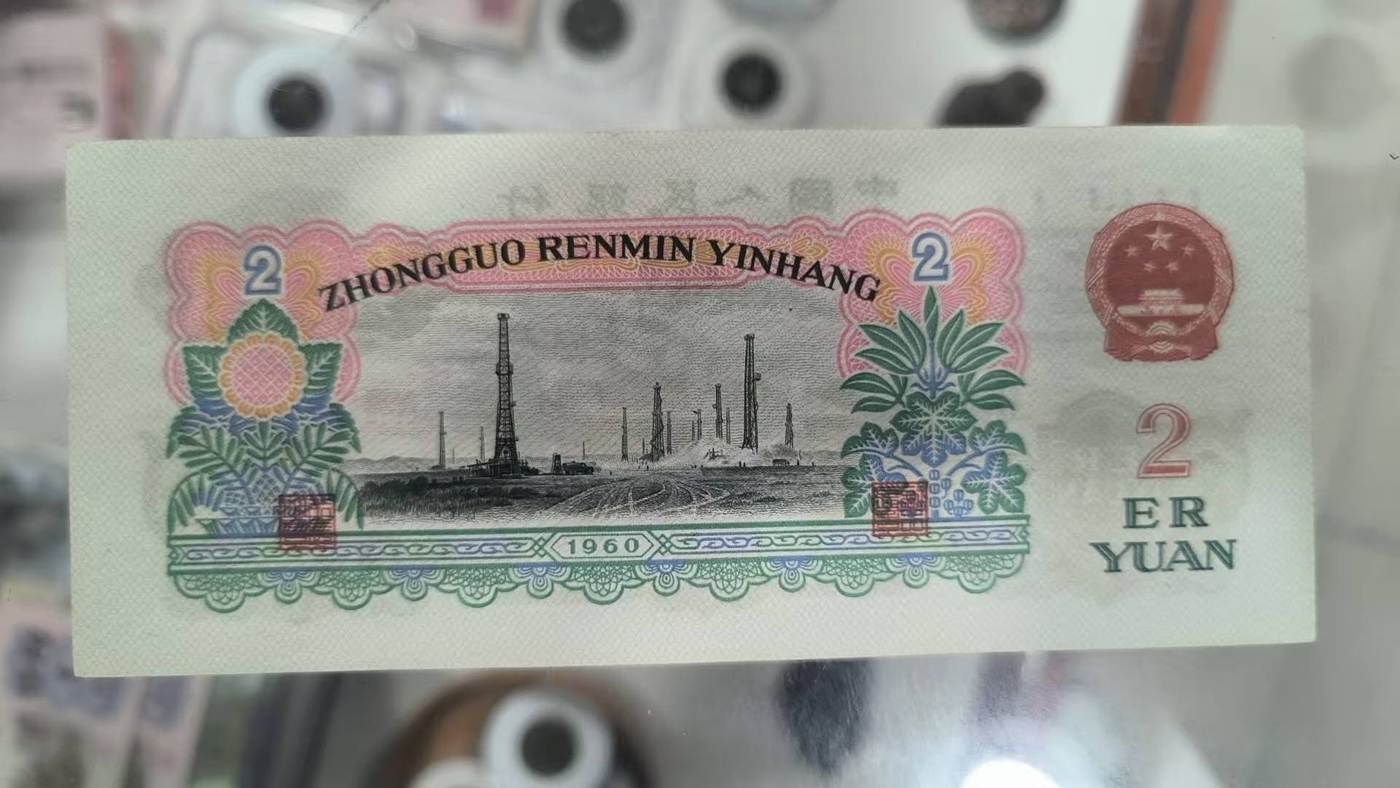 ZHONGGUO RENMIN YINHANG
2
2
1960
2
ER
YUAN